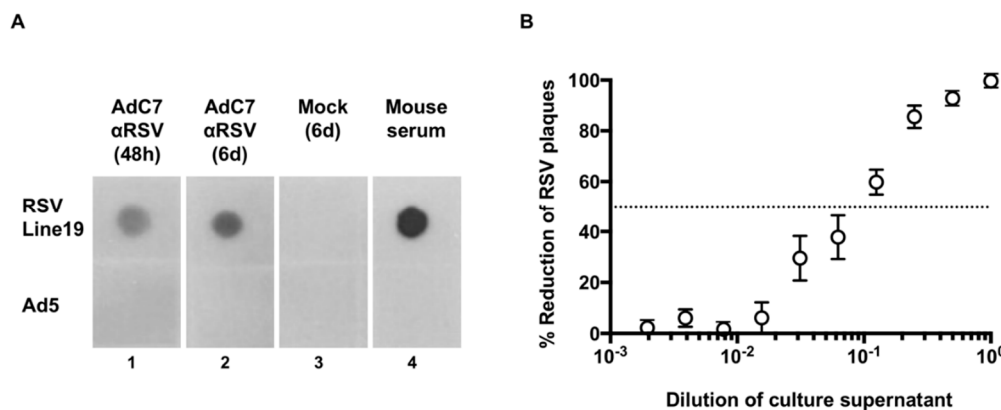 A
AdC7
αRSV
(48h)
AdC7
αRSV
(6d)
Mock
(6d)
Mouse
serum
RSV
Line19
Ad5
1 2 3 4
B
% Reduction of RSV plaques
100
80
60
40
20
0
10-3 10-2 10-1 100
Dilution of culture supernatant